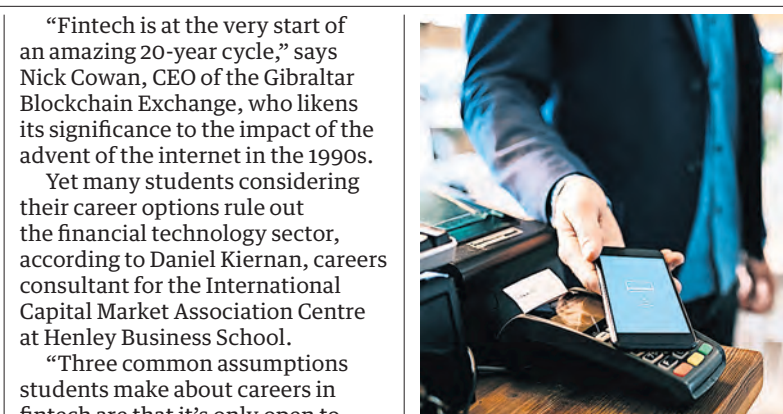 “Fintech is at the very start of
an amazing 20-year cycle,” says
Nick Cowan, CEO of the Gibraltar
Blockchain Exchange, who likens
its significance to the impact of the
advent of the internet in the 1990s.
Yet many students considering
their career options rule out
the financial technology sector,
according to Daniel Kiernan, careers
consultant for the International
Capital Market Association Centre
at Henley Business School.
“Three common assumptions
students make about careers in
fintech are that it’s only open to